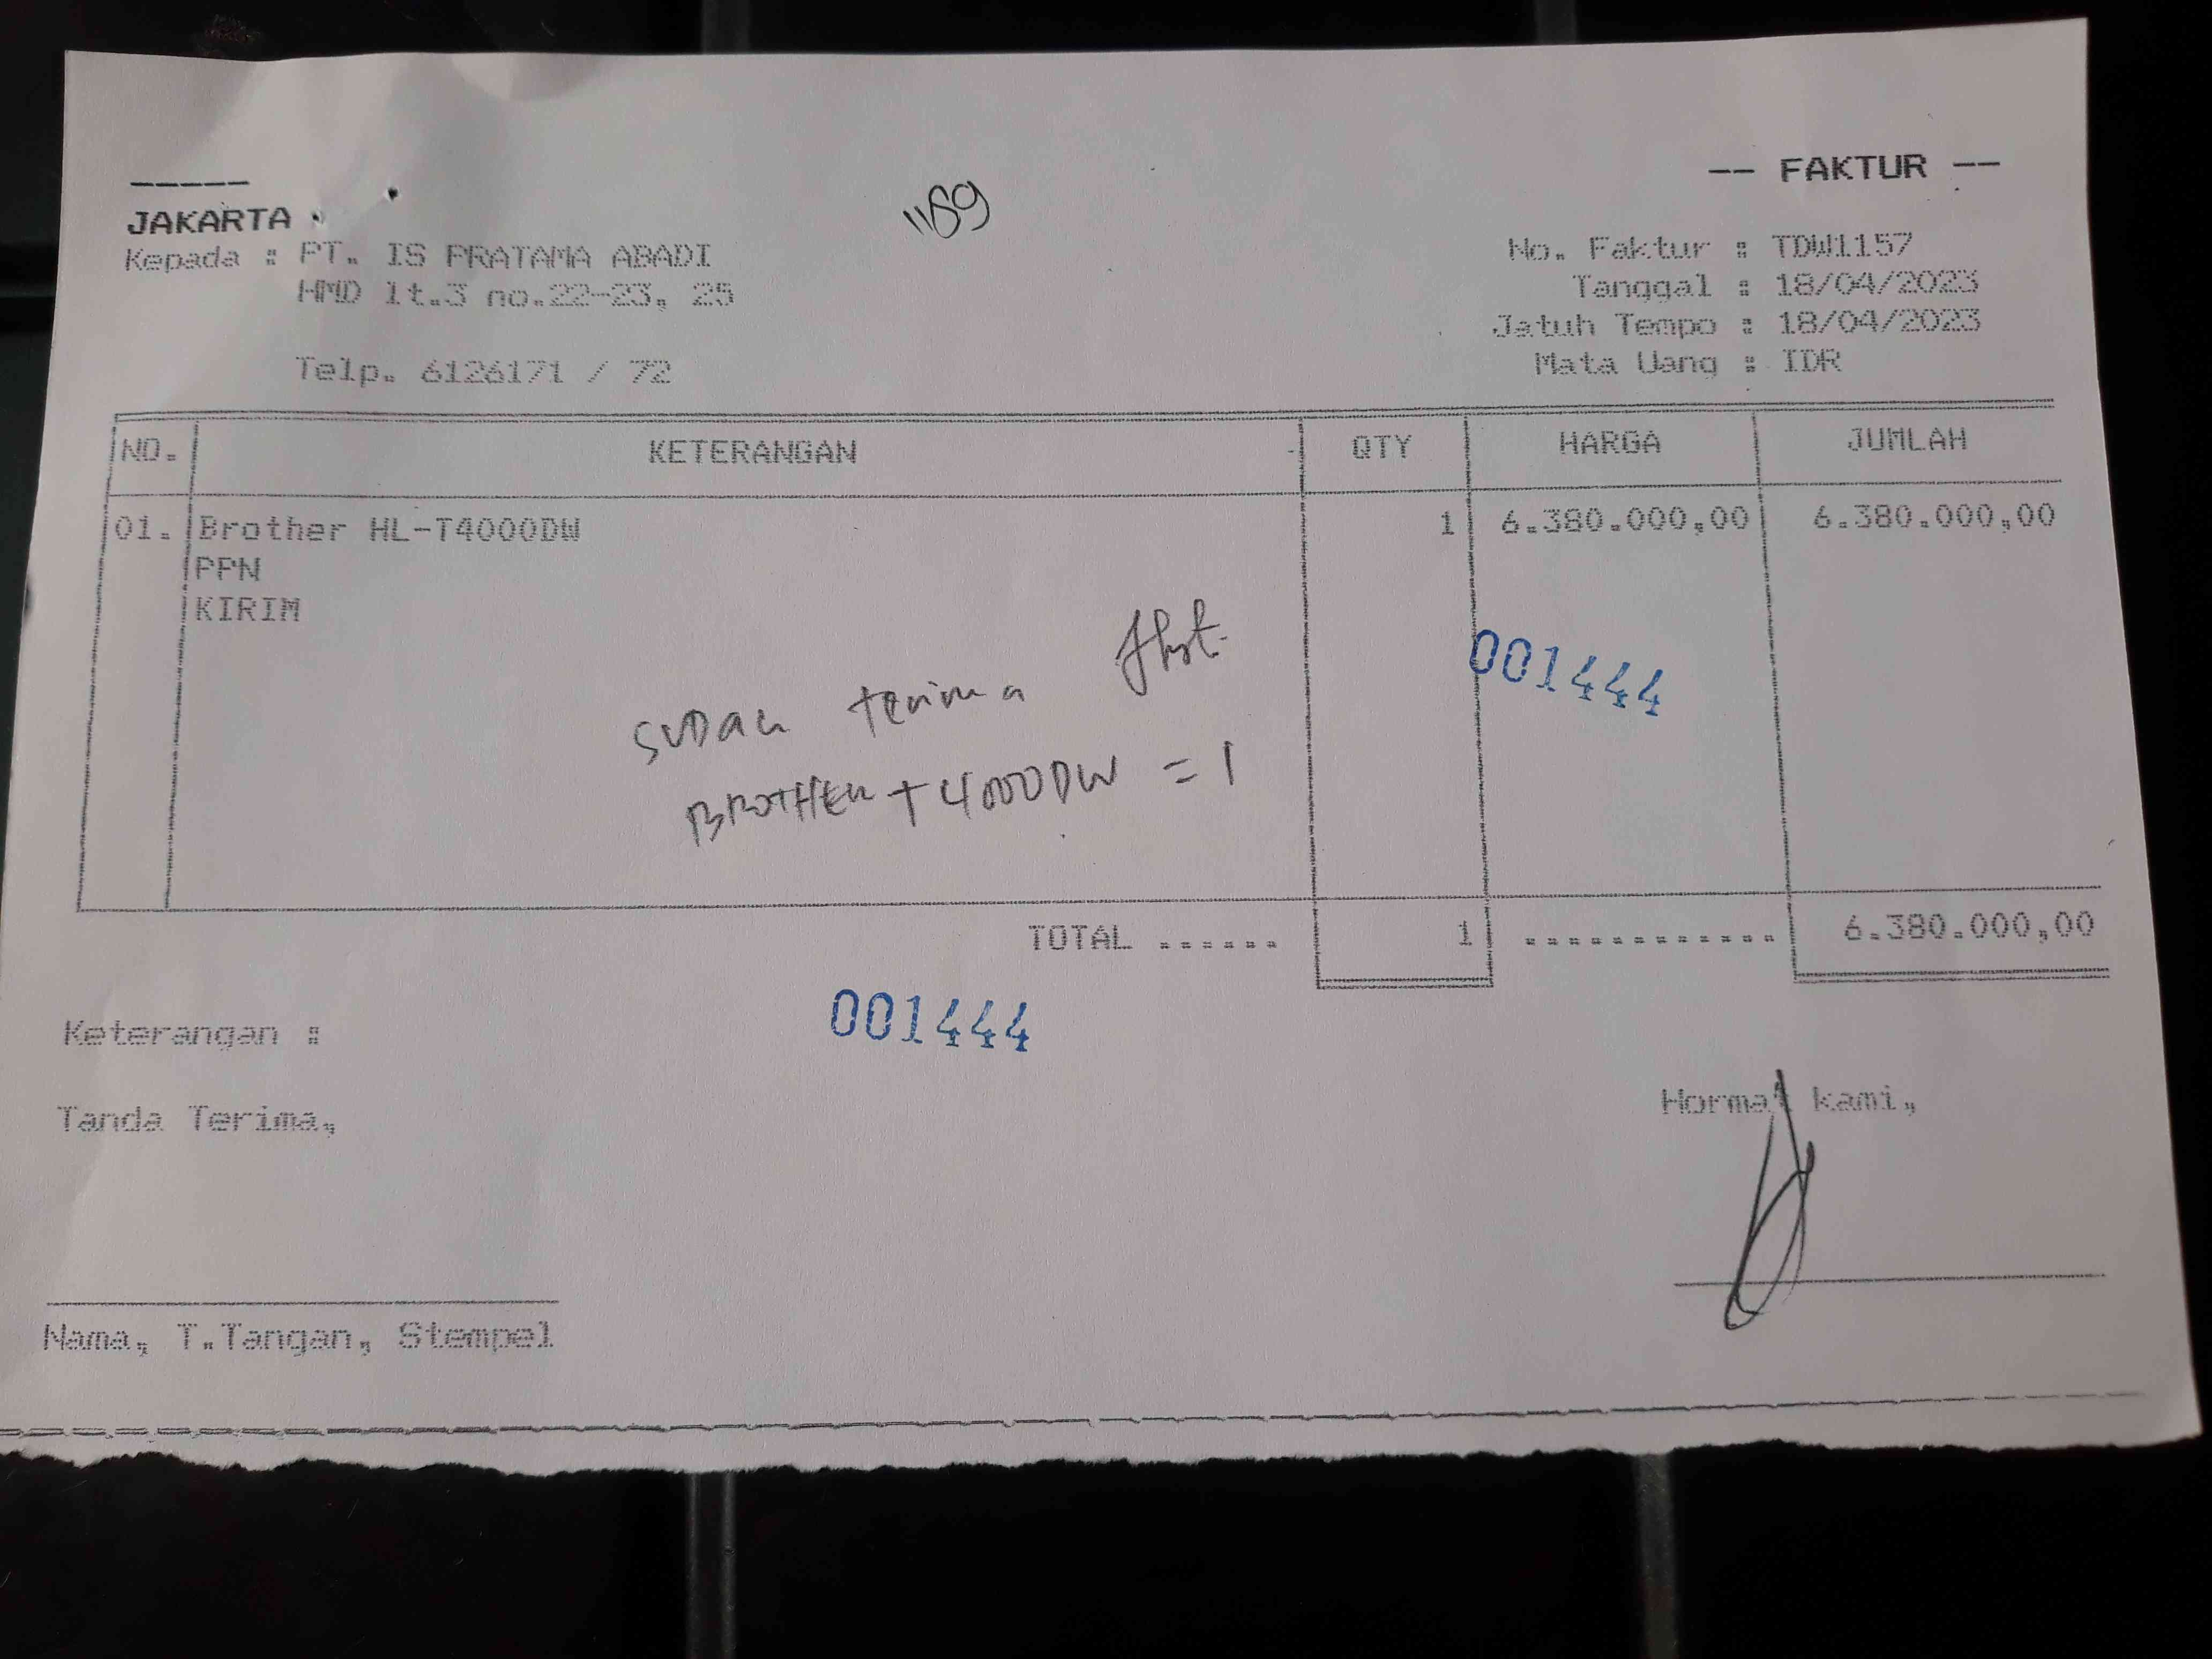 -- FAKTUR --
-----
JAKARTA
Kepada : PT. IS PRATAMA ABADI
HMD lt.3 no.22-23, 25
Telp. 6126171 / 72
1159
No. Faktur : TDW1157
Tanggal : 18/04/2023
Jatuh Tempo : 18/04/2023
Mata Uang : IDR
NO. KETERANGAN QTY HARGA JUMLAH
01. Brother HL-T4000DW 1 6.380.000,00 6.380.000,00
PPN
KIRIM
001444
SUDAH terima
BROTHER T4000DW = 1
TOTAL ...... 1 ............ 6.380.000,00
001444
Keterangan :
Tanda Terima,
Hormat kami,
Nama, T.Tangan, Stempel